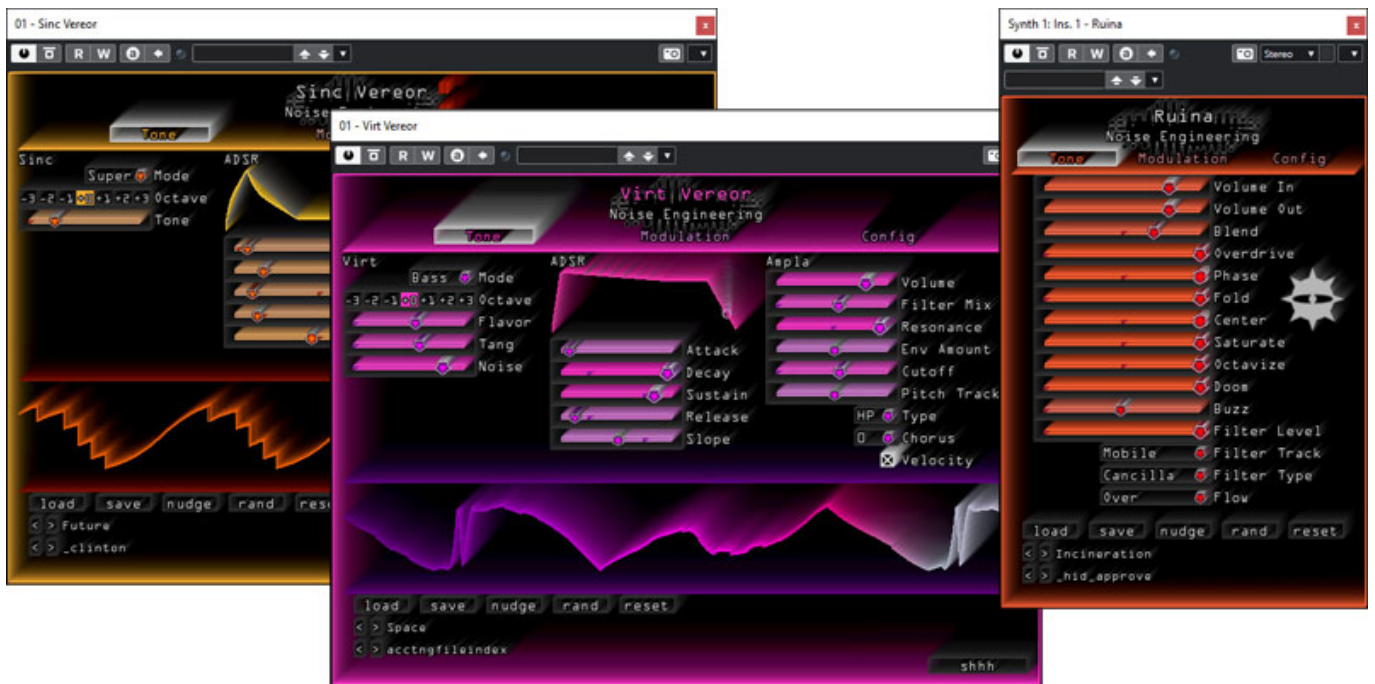 01 - Sinc Vereor
x
R W
Sinc Vereor
Noise
Tone
Mo
Sinc
ADSR
Super Mode
-3 -2 -1 +0 +1 +2 +3 Octave
Tone
load save nudge rand rese
< > Future
< > _clinton
01 - Virt Vereor
R W
Virt Vereor
Noise Engineering
Tone Modulation Config
Virt
Bass Mode
-3 -2 -1 +0 +1 +2 +3 Octave
Flavor
Tang
Noise
ADSR
Attack
Decay
Sustain
Release
Slope
Ampla
Volume
Filter Mix
Resonance
Env Amount
Cutoff
Pitch Track
HP Type
0 Chorus
Velocity
load save nudge rand reset
< > Space
< > acctngfileindex
shhh
Synth 1: Ins. 1 - Ruina
x
R W
Stereo
Ruina
Noise Engineering
Tone Modulation Config
Volume In
Volume Out
Blend
Overdrive
Phase
Fold
Center
Saturate
Octavize
Doom
Buzz
Filter Level
Mobile Filter Track
Cancilla Filter Type
Over Flow
load save nudge rand reset
< > Incineration
< > _hid_approve